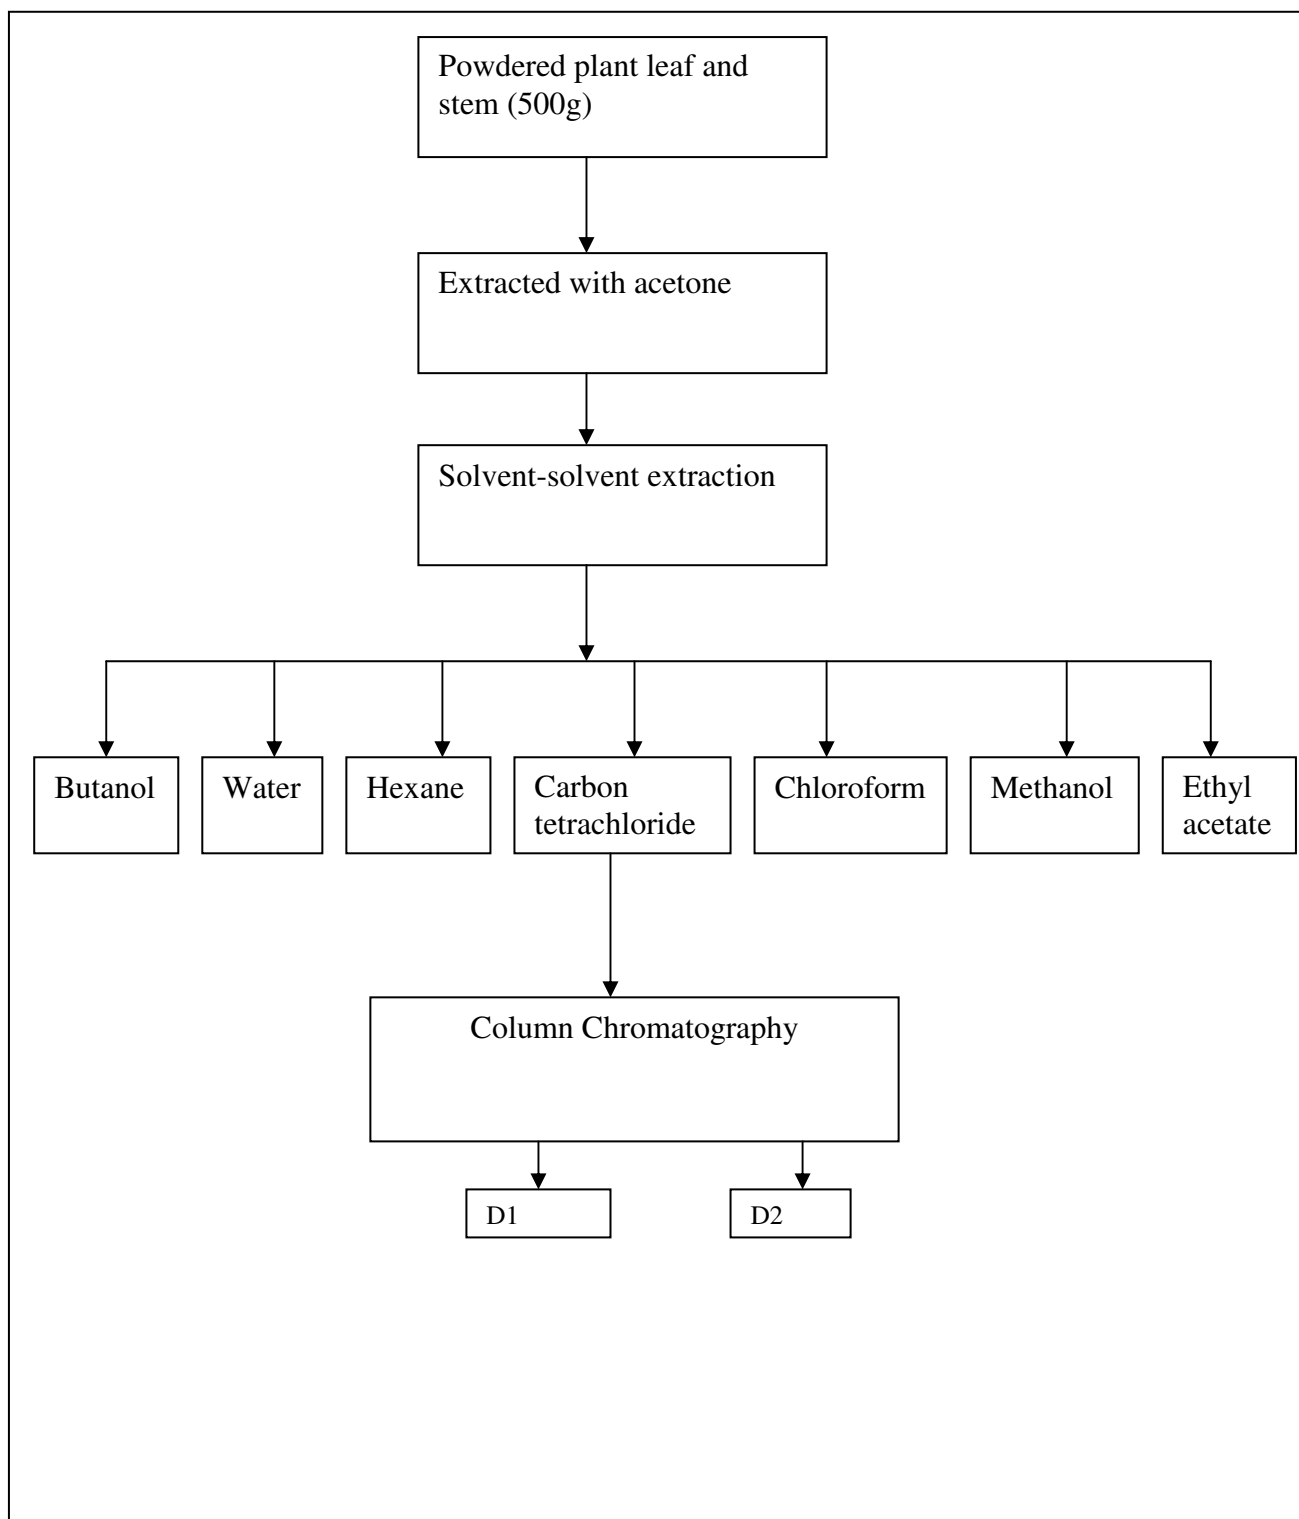 Powdered plant leaf and
stem (500g)
Extracted with acetone
Solvent-solvent extraction
Butanol
Water
Hexane
Carbon
tetrachloride
Chloroform
Methanol
Ethyl
acetate
Column Chromatography
D1
D2